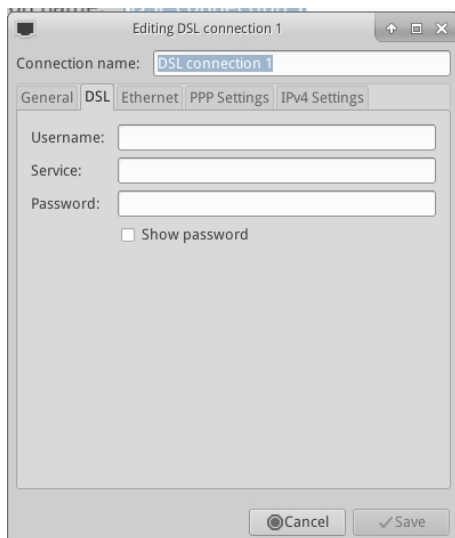 Editing DSL connection 1
Connection name: DSL connection 1
General DSL Ethernet PPP Settings IPv4 Settings
Username:
Service:
Password:
Show password
Cancel Save